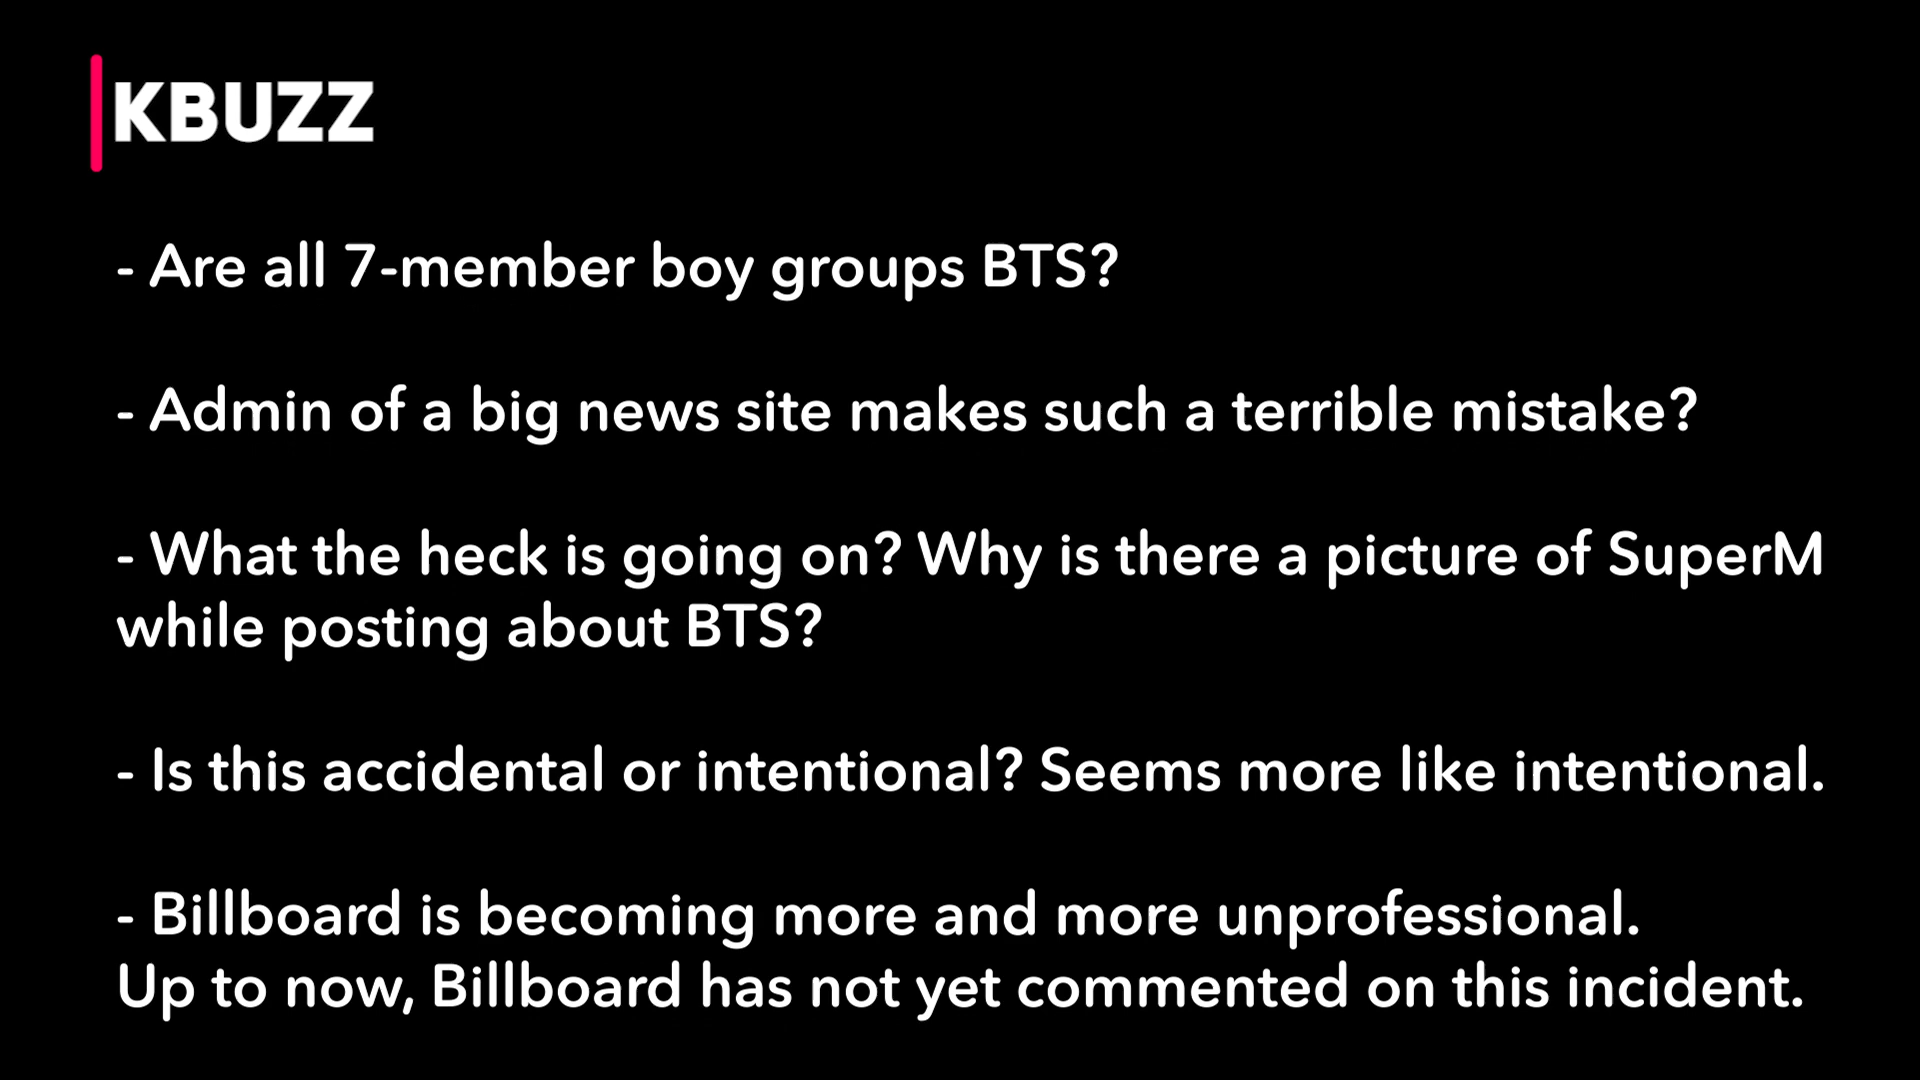 KBUZZ
- Are all 7-member boy groups BTS?
- Admin of a big news site makes such a terrible mistake?
- What the heck is going on? Why is there a picture of SuperM
while posting about BTS?
- Is this accidental or intentional? Seems more like intentional.
- Billboard is becoming more and more unprofessional.
Up to now, Billboard has not yet commented on this incident.